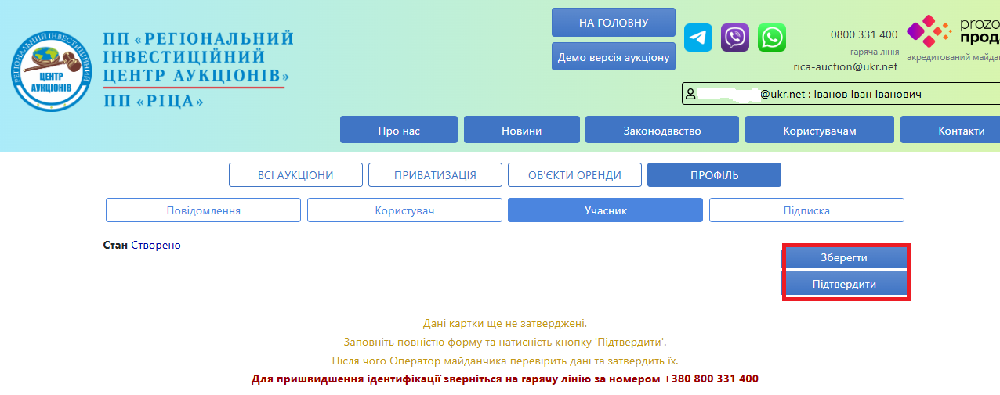 РЕГІОНАЛЬНИЙ ІНВЕСТИЦІЙНИЙ
ЦЕНТР
АУКЦІОНІВ
ПП «РЕГІОНАЛЬНИЙ
ІНВЕСТИЦІЙНИЙ
ЦЕНТР АУКЦІОНІВ»
ПП «РІЦА»
НА ГОЛОВНУ
Демо версія аукціону
0800 331 400
гаряча лінія
rica-auction@ukr.net
prozo
прод
акредитований майдан
@ukr.net : Іванов Іван Іванович
Про нас
Новини
Законодавство
Користувачам
Контакти
ВСІ АУКЦІОНИ
ПРИВАТИЗАЦІЯ
ОБ'ЄКТИ ОРЕНДИ
ПРОФІЛЬ
Повідомлення
Користувач
Учасник
Підписка
Стан Створено
Зберегти
Підтвердити
Дані картки ще не затверджені.
Заповніть повністю форму та натисність кнопку 'Підтвердити'.
Після чого Оператор майданчика перевірить дані та затвердить їх.
Для пришвидшення ідентифікації зверніться на гарячу лінію за номером +380 800 331 400